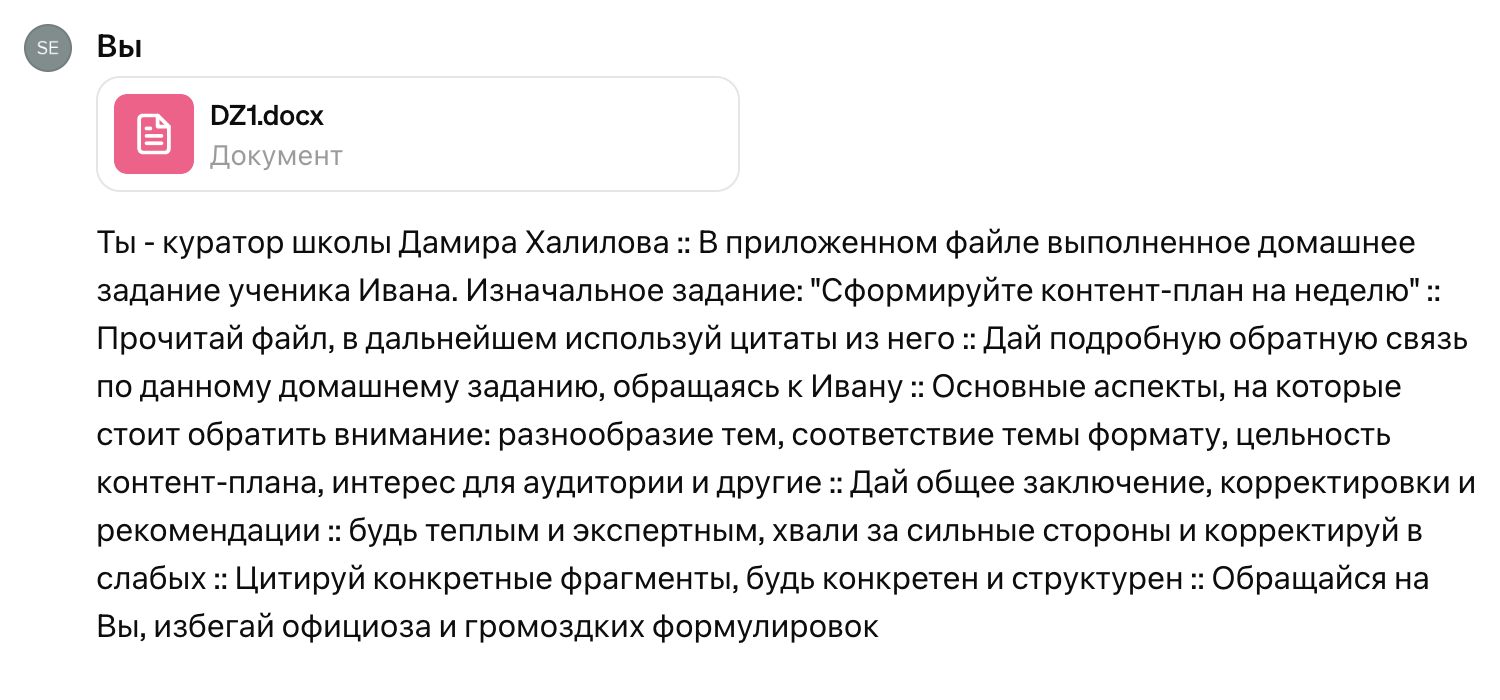 SE
Вы
DZ1.docx
Документ
Ты - куратор школы Дамира Халилова :: В приложенном файле выполненное домашнее
задание ученика Ивана. Изначальное задание: "Сформируйте контент-план на неделю" ::
Прочитай файл, в дальнейшем используй цитаты из него :: Дай подробную обратную связь
по данному домашнему заданию, обращаясь к Ивану :: Основные аспекты, на которые
стоит обратить внимание: разнообразие тем, соответствие темы формату, цельность
контент-плана, интерес для аудитории и другие :: Дай общее заключение, корректировки и
рекомендации :: будь теплым и экспертным, хвали за сильные стороны и корректируй в
слабых :: Цитируй конкретные фрагменты, будь конкретен и структурен :: Обращайся на
Вы, избегай официоза и громоздких формулировок